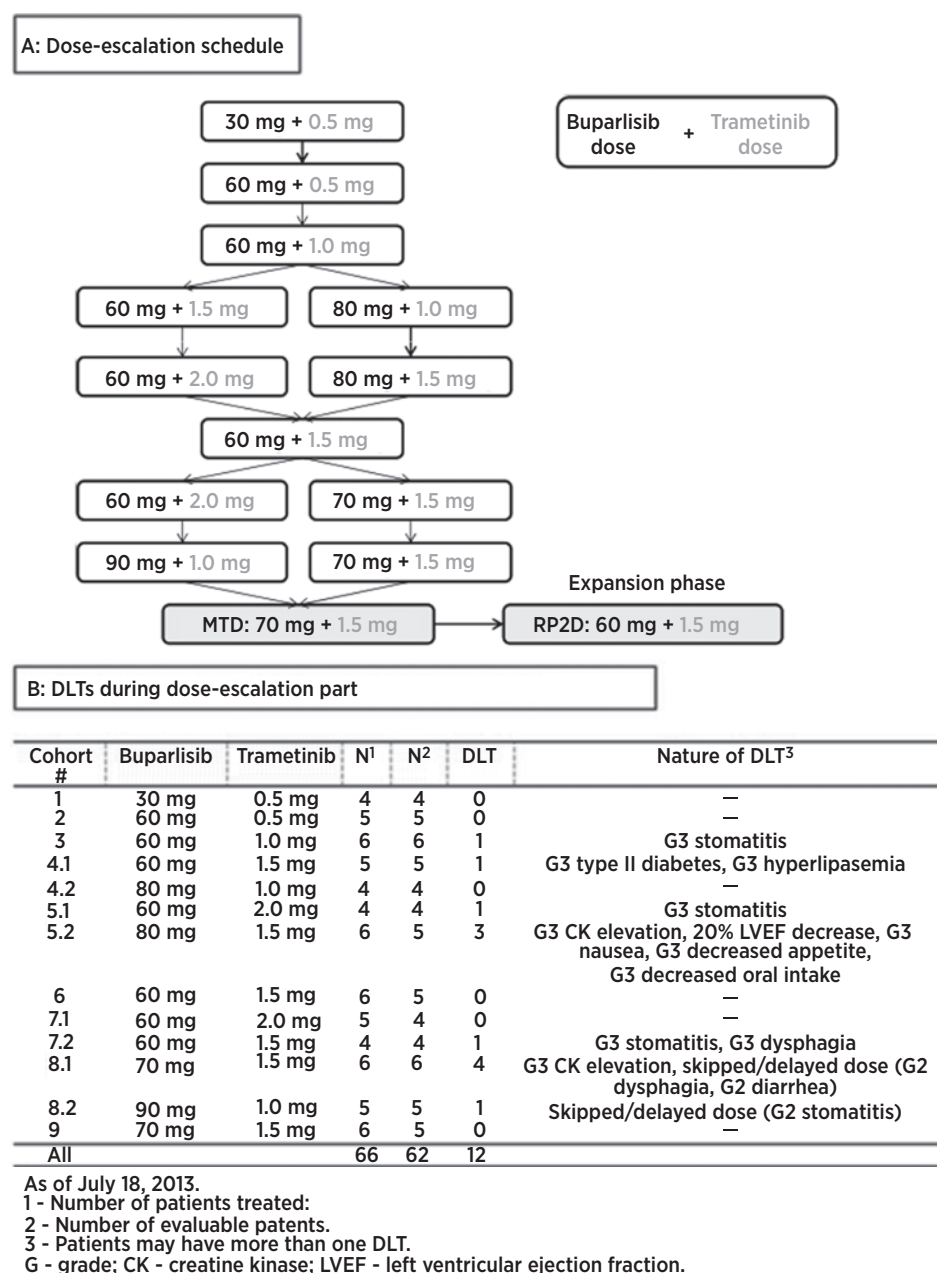 A: Dose-escalation schedule
30 mg + 0.5 mg
Buparlisib dose + Trametinib dose
60 mg + 0.5 mg
60 mg + 1.0 mg
60 mg + 1.5 mg
80 mg + 1.0 mg
60 mg + 2.0 mg
80 mg + 1.5 mg
60 mg + 1.5 mg
60 mg + 2.0 mg
70 mg + 1.5 mg
90 mg + 1.0 mg
70 mg + 1.5 mg
Expansion phase
MTD: 70 mg + 1.5 mg
RP2D: 60 mg + 1.5 mg
B: DLTs during dose-escalation part
Cohort # Buparlisib Trametinib N1 N2 DLT Nature of DLT3
1 30 mg 0.5 mg 4 4 0 —
2 60 mg 0.5 mg 5 5 0 —
3 60 mg 1.0 mg 6 6 1 G3 stomatitis
4.1 60 mg 1.5 mg 5 5 1 G3 type II diabetes, G3 hyperlipasemia
4.2 80 mg 1.0 mg 4 4 0 —
5.1 60 mg 2.0 mg 4 4 1 G3 stomatitis
5.2 80 mg 1.5 mg 6 5 3 G3 CK elevation, 20% LVEF decrease, G3
nausea, G3 decreased appetite,
G3 decreased oral intake
6 60 mg 1.5 mg 6 5 0 —
7.1 60 mg 2.0 mg 5 4 0 —
7.2 60 mg 1.5 mg 4 4 1 G3 stomatitis, G3 dysphagia
8.1 70 mg 1.5 mg 6 6 4 G3 CK elevation, skipped/delayed dose (G2
dysphagia, G2 diarrhea)
8.2 90 mg 1.0 mg 5 5 1 Skipped/delayed dose (G2 stomatitis)
9 70 mg 1.5 mg 6 5 0 —
All 66 62 12
As of July 18, 2013.
1 - Number of patients treated:
2 - Number of evaluable patents.
3 - Patients may have more than one DLT.
G - grade; CK - creatine kinase; LVEF - left ventricular ejection fraction.